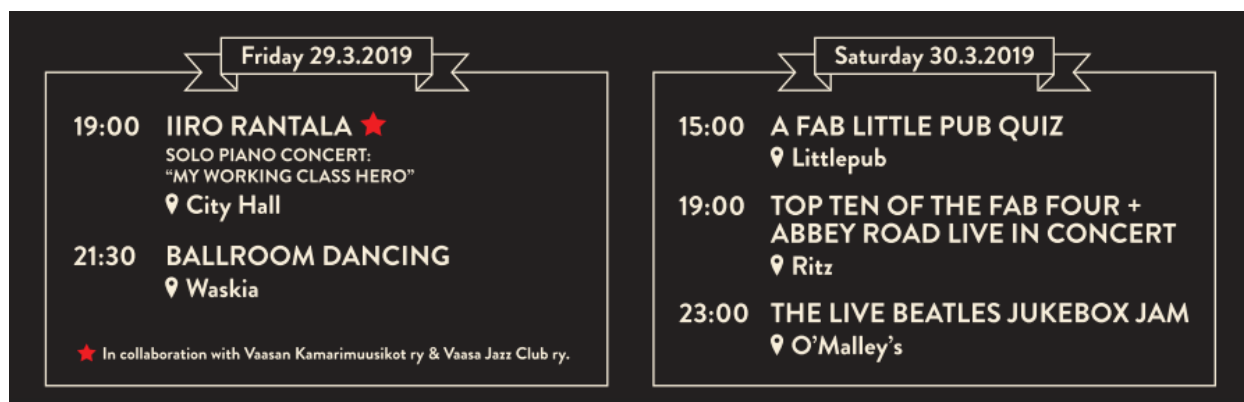 Friday 29.3.2019
19:00 IIRO RANTALA
SOLO PIANO CONCERT:
“MY WORKING CLASS HERO”
City Hall
21:30 BALLROOM DANCING
Waskia
In collaboration with Vaasan Kamarimuusikot ry & Vaasa Jazz Club ry.
Saturday 30.3.2019
15:00 A FAB LITTLE PUB QUIZ
Littlepub
19:00 TOP TEN OF THE FAB FOUR +
ABBEY ROAD LIVE IN CONCERT
Ritz
23:00 THE LIVE BEATLES JUKEBOX JAM
O’Malley’s